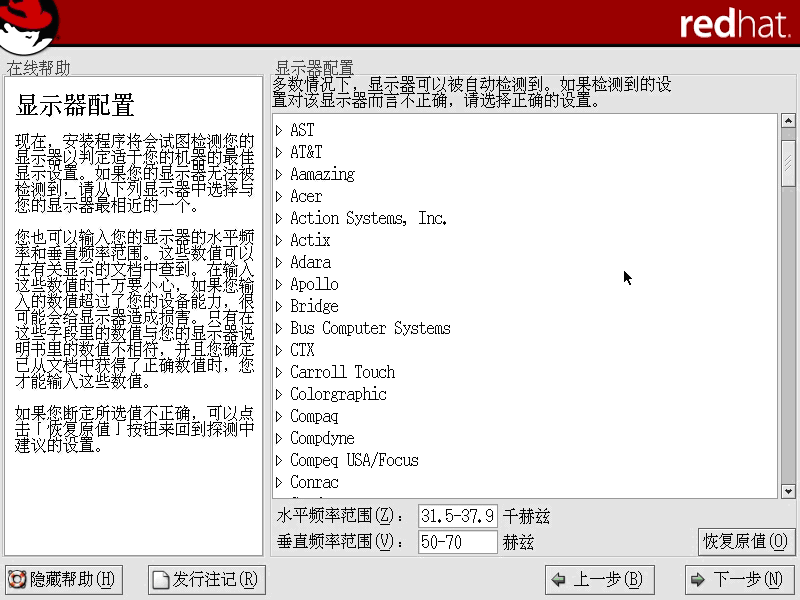 redhat.
在线帮助
显示器配置
现在，安装程序将会试图检测您的
显示器以判定适于您的机器的最佳
显示设置。如果您的显示器无法被
检测到，请从下列显示器中选择与
您的显示器最相近的一个。
您也可以输入您的显示器的水平频
率和垂直频率范围。这些数值可以
在有关显示的文档中查到。在输入
这些数值时千万要小心，如果您输
入的数值超过了您的设备能力，很
可能会给显示器造成损害。只有在
这些字段里的数值与您的显示器说
明书里的数值不相符，并且您确定
已从文档中获得了正确数值时，您
才能输入这些数值。
如果您断定所选值不正确，可以点
击「恢复原值」按钮来回到探测中
建议的设置。
显示器配置
多数情况下，显示器可以被自动检测到。如果检测到的设
置对该显示器而言不正确，请选择正确的设置。
AST
AT&T
Aamazing
Acer
Action Systems, Inc.
Actix
Adara
Apollo
Bridge
Bus Computer Systems
CTX
Carroll Touch
Colorgraphic
Compaq
Compdyne
Compeq USA/Focus
Conrac
水平频率范围(Z)： 31.5-37.9 千赫兹
垂直频率范围(V)： 50-70 赫兹
恢复原值(O)
隐藏帮助(H) 发行注记(R) 上一步(B) 下一步(N)